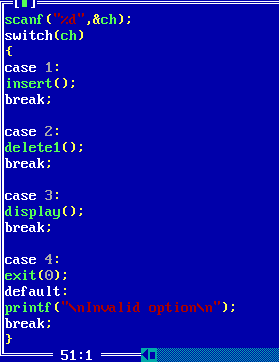 scanf("%d",&ch);
switch(ch)
{
case 1:
insert();
break;

case 2:
delete1();
break;

case 3:
display();
break;

case 4:
exit(0);
default:
printf("\nInvalid option\n");
break;
}
51:1